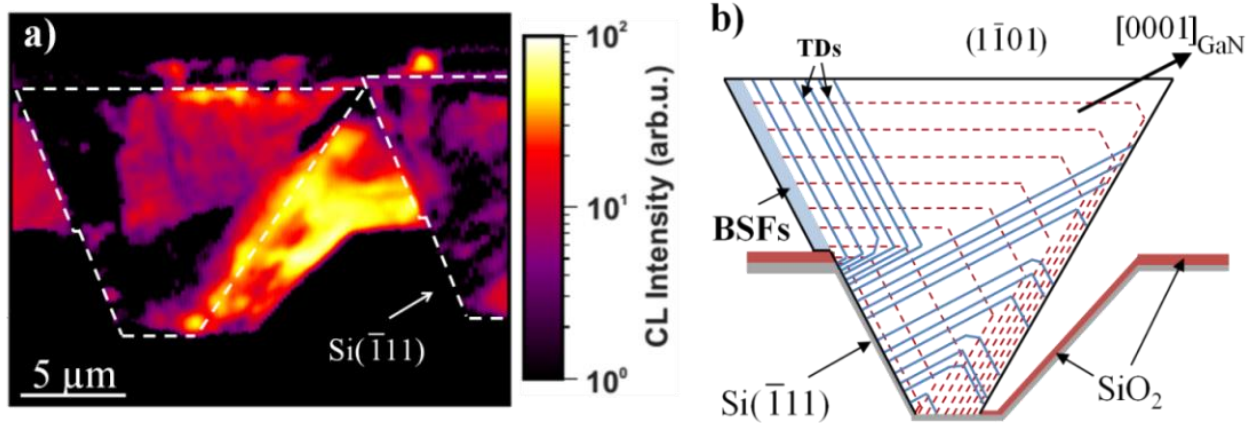 a)
5 µm
Si(1̄11)
10²
10¹
10⁰
CL Intensity (arb.u.)
b)
TDs
(11̄01)
[0001]GaN
BSFs
Si(1̄11)
SiO₂